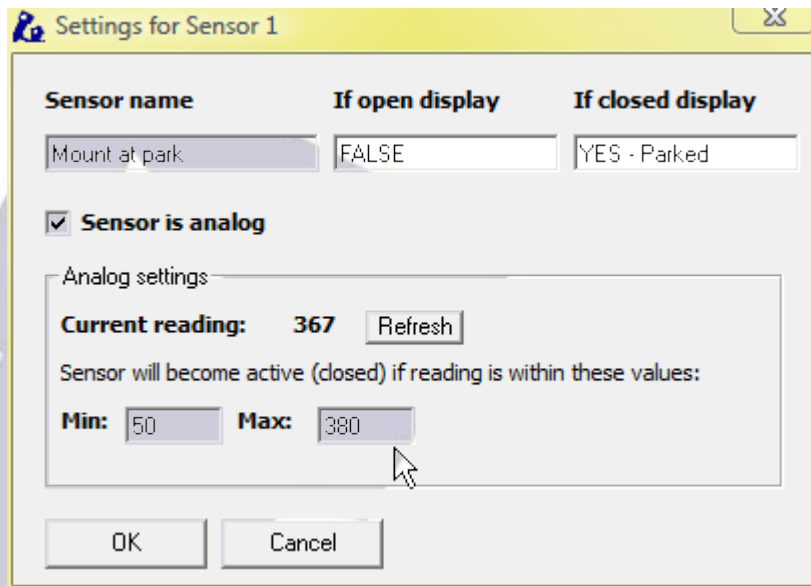 Settings for Sensor 1
Sensor name If open display If closed display
Mount at park FALSE YES - Parked
Sensor is analog
Analog settings
Current reading: 367 Refresh
Sensor will become active (closed) if reading is within these values:
Min: 50 Max: 380
OK Cancel